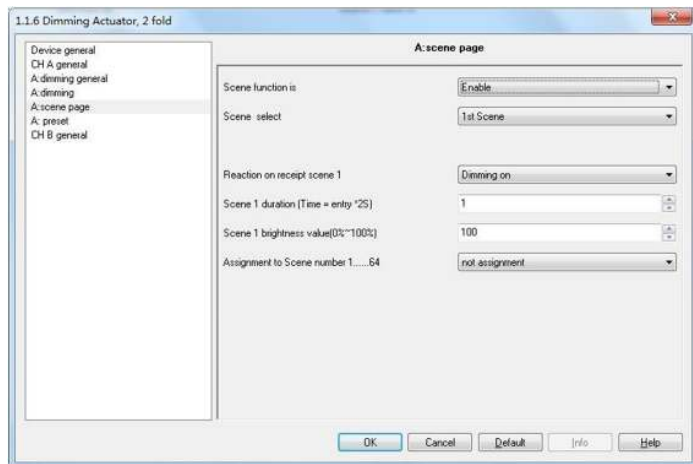 1.1.6 Dimming Actuator, 2 fold
Device general
CH A general
A:dimming general
A:dimming
A:scene page
A: preset
CH B general
A:scene page
Scene function is
Enable
Scene select
1st Scene
Reaction on receipt scene 1
Dimming on
Scene 1 duration (Time = entry *2S)
1
Scene 1 brightness value(0%~100%)
100
Assignment to Scene number 1......64
not assignment
OK
Cancel
Default
Info
Help